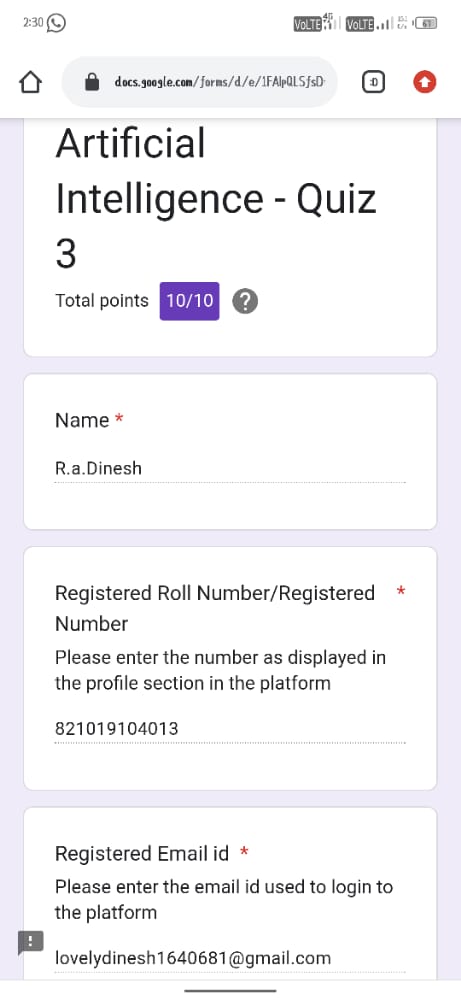 2:30
VoLTE 4G VoLTE 61
docs.google.com/forms/d/e/1FAIpQLSfsD
:D
Artificial
Intelligence - Quiz
3
Total points 10/10 ?
Name *
R.a.Dinesh
Registered Roll Number/Registered *
Number
Please enter the number as displayed in
the profile section in the platform
821019104013
Registered Email id *
Please enter the email id used to login to
the platform
!
lovelydinesh1640681@gmail.com